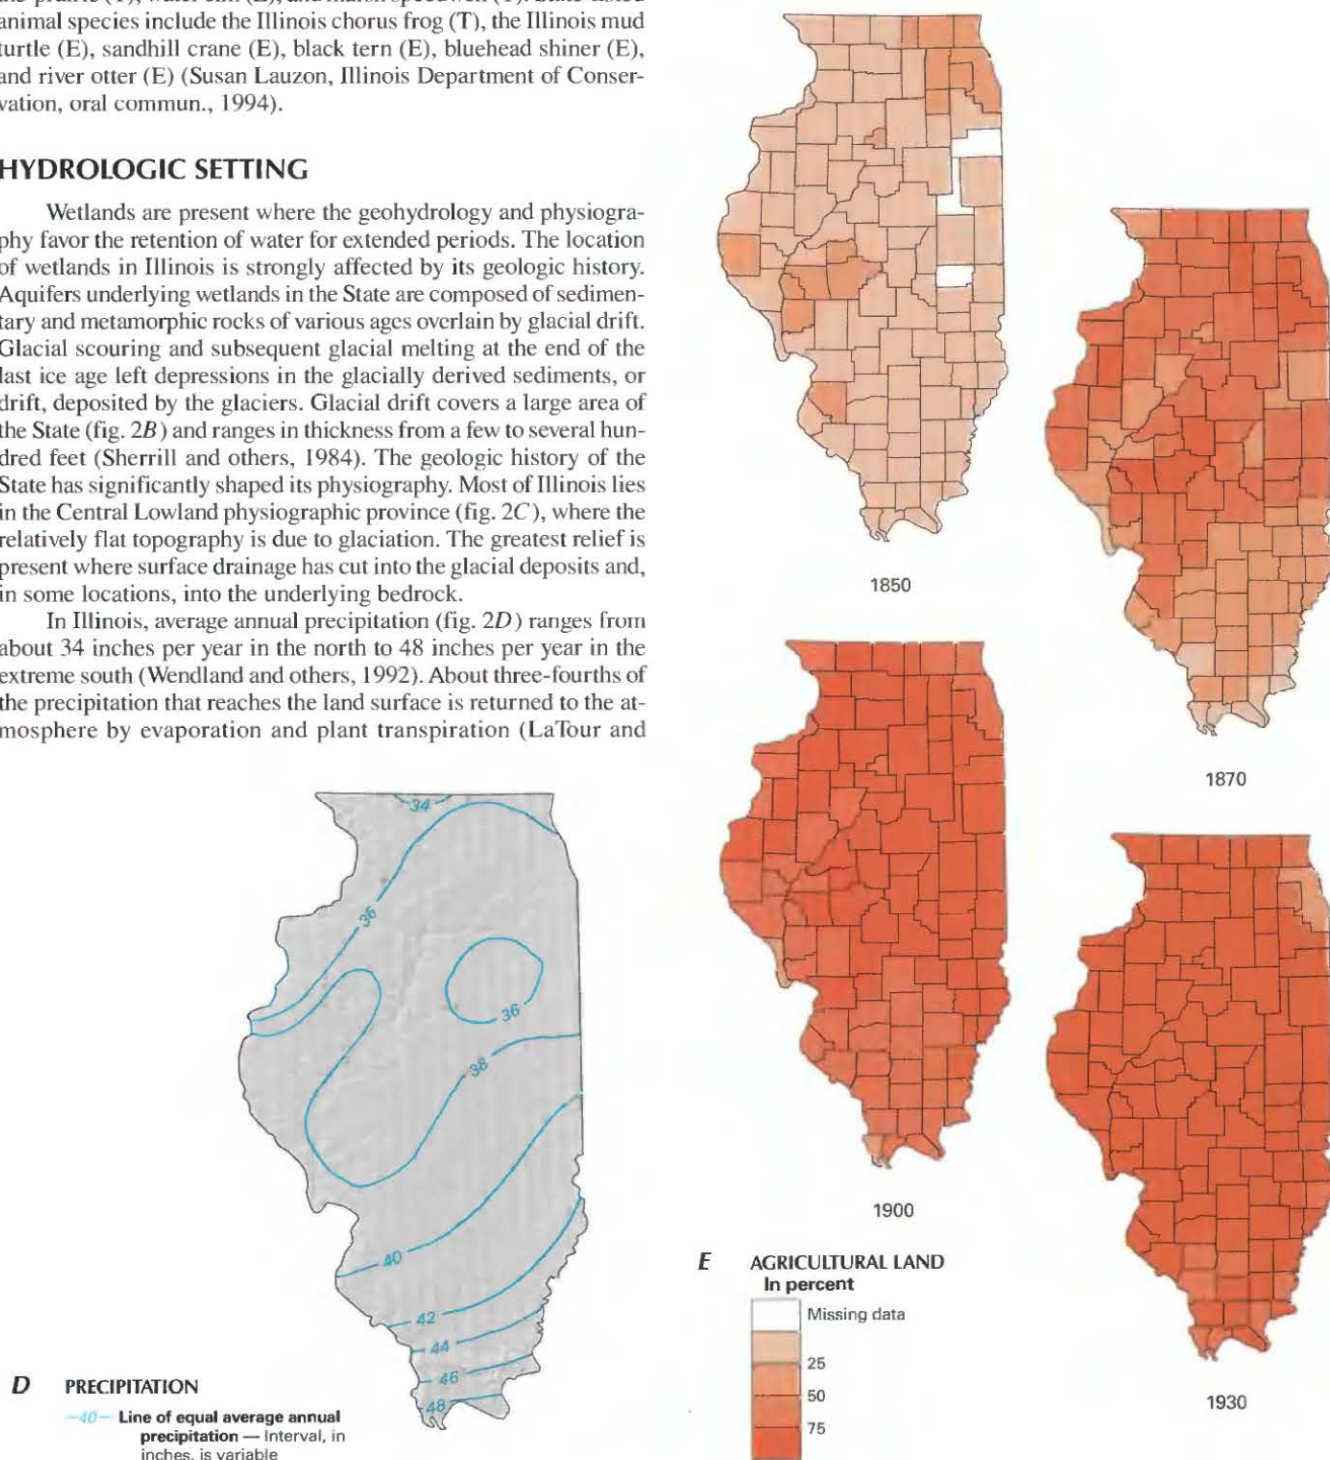 animal species include the Illinois chorus frog (T), the Illinois mud
turtle (E), sandhill crane (E), black tern (E), bluehead shiner (E),
and river otter (E) (Susan Lauzon, Illinois Department of Conser-
vation, oral commun., 1994).
HYDROLOGIC SETTING
Wetlands are present where the geohydrology and physiogra-
phy favor the retention of water for extended periods. The location
of wetlands in Illinois is strongly affected by its geologic history.
Aquifers underlying wetlands in the State are composed of sedimen-
tary and metamorphic rocks of various ages overlain by glacial drift.
Glacial scouring and subsequent glacial melting at the end of the
last ice age left depressions in the glacially derived sediments, or
drift, deposited by the glaciers. Glacial drift covers a large area of
the State (fig. 2B) and ranges in thickness from a few to several hun-
dred feet (Sherrill and others, 1984). The geologic history of the
State has significantly shaped its physiography. Most of Illinois lies
in the Central Lowland physiographic province (fig. 2C), where the
relatively flat topography is due to glaciation. The greatest relief is
present where surface drainage has cut into the glacial deposits and,
in some locations, into the underlying bedrock.
In Illinois, average annual precipitation (fig. 2D) ranges from
about 34 inches per year in the north to 48 inches per year in the
extreme south (Wendland and others, 1992). About three-fourths of
the precipitation that reaches the land surface is returned to the at-
mosphere by evaporation and plant transpiration (LaTour and
34
36
36
38
40
42
44
46
48
D PRECIPITATION
—40— Line of equal average annual
precipitation — Interval, in
inches, is variable
1850
1870
1900
1930
E AGRICULTURAL LAND
In percent
Missing data
25
50
75